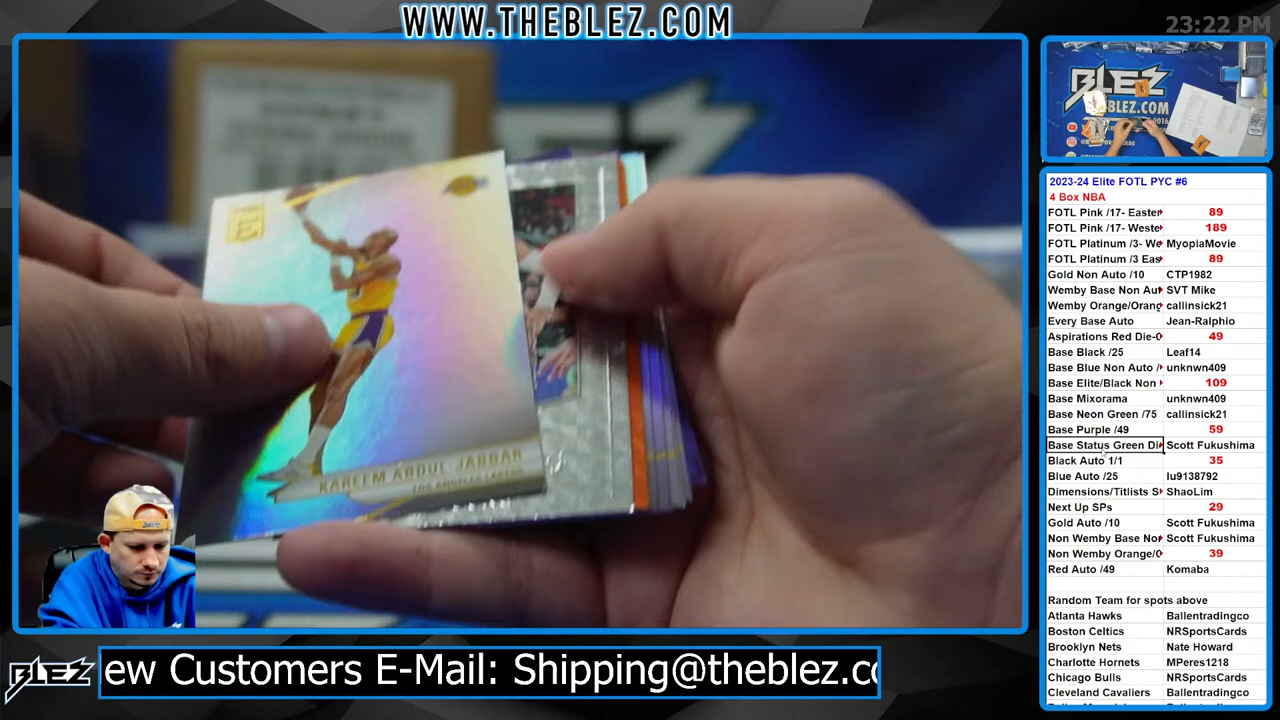 WWW.THEBLEZ.COM
23:22 PM
BLEZ
BLEZ.COM
2023-24 Elite FOTL PYC #6
4 Box NBA
FOTL Pink /17- Easter 89
FOTL Pink /17- Weste 189
FOTL Platinum /3- We MyopiaMovie
FOTL Platinum /3 Eas 89
Gold Non Auto /10 CTP1982
Wemby Base Non Au SVT Mike
Wemby Orange/Orang callinsick21
Every Base Auto Jean-Ralphio
Aspirations Red Die-C 49
Base Black /25 Leaf14
Base Blue Non Auto / unknwn409
Base Elite/Black Non 109
Base Mixorama unknwn409
Base Neon Green /75 callinsick21
Base Purple /49 59
Base Status Green Di Scott Fukushima
Black Auto 1/1 35
Blue Auto /25 lu9138792
Dimensions/Titlists S ShaoLim
Next Up SPs 29
Gold Auto /10 Scott Fukushima
Non Wemby Base Non Scott Fukushima
Non Wemby Orange/O 39
Red Auto /49 Komaba
Random Team for spots above
Atlanta Hawks Ballentradingco
Boston Celtics NRSportsCards
Brooklyn Nets Nate Howard
Charlotte Hornets MPeres1218
Chicago Bulls NRSportsCards
Cleveland Cavaliers Ballentradingco
KAREEM ABDUL JABBAR
BLEZ
ew Customers E-Mail: Shipping@theblez.co